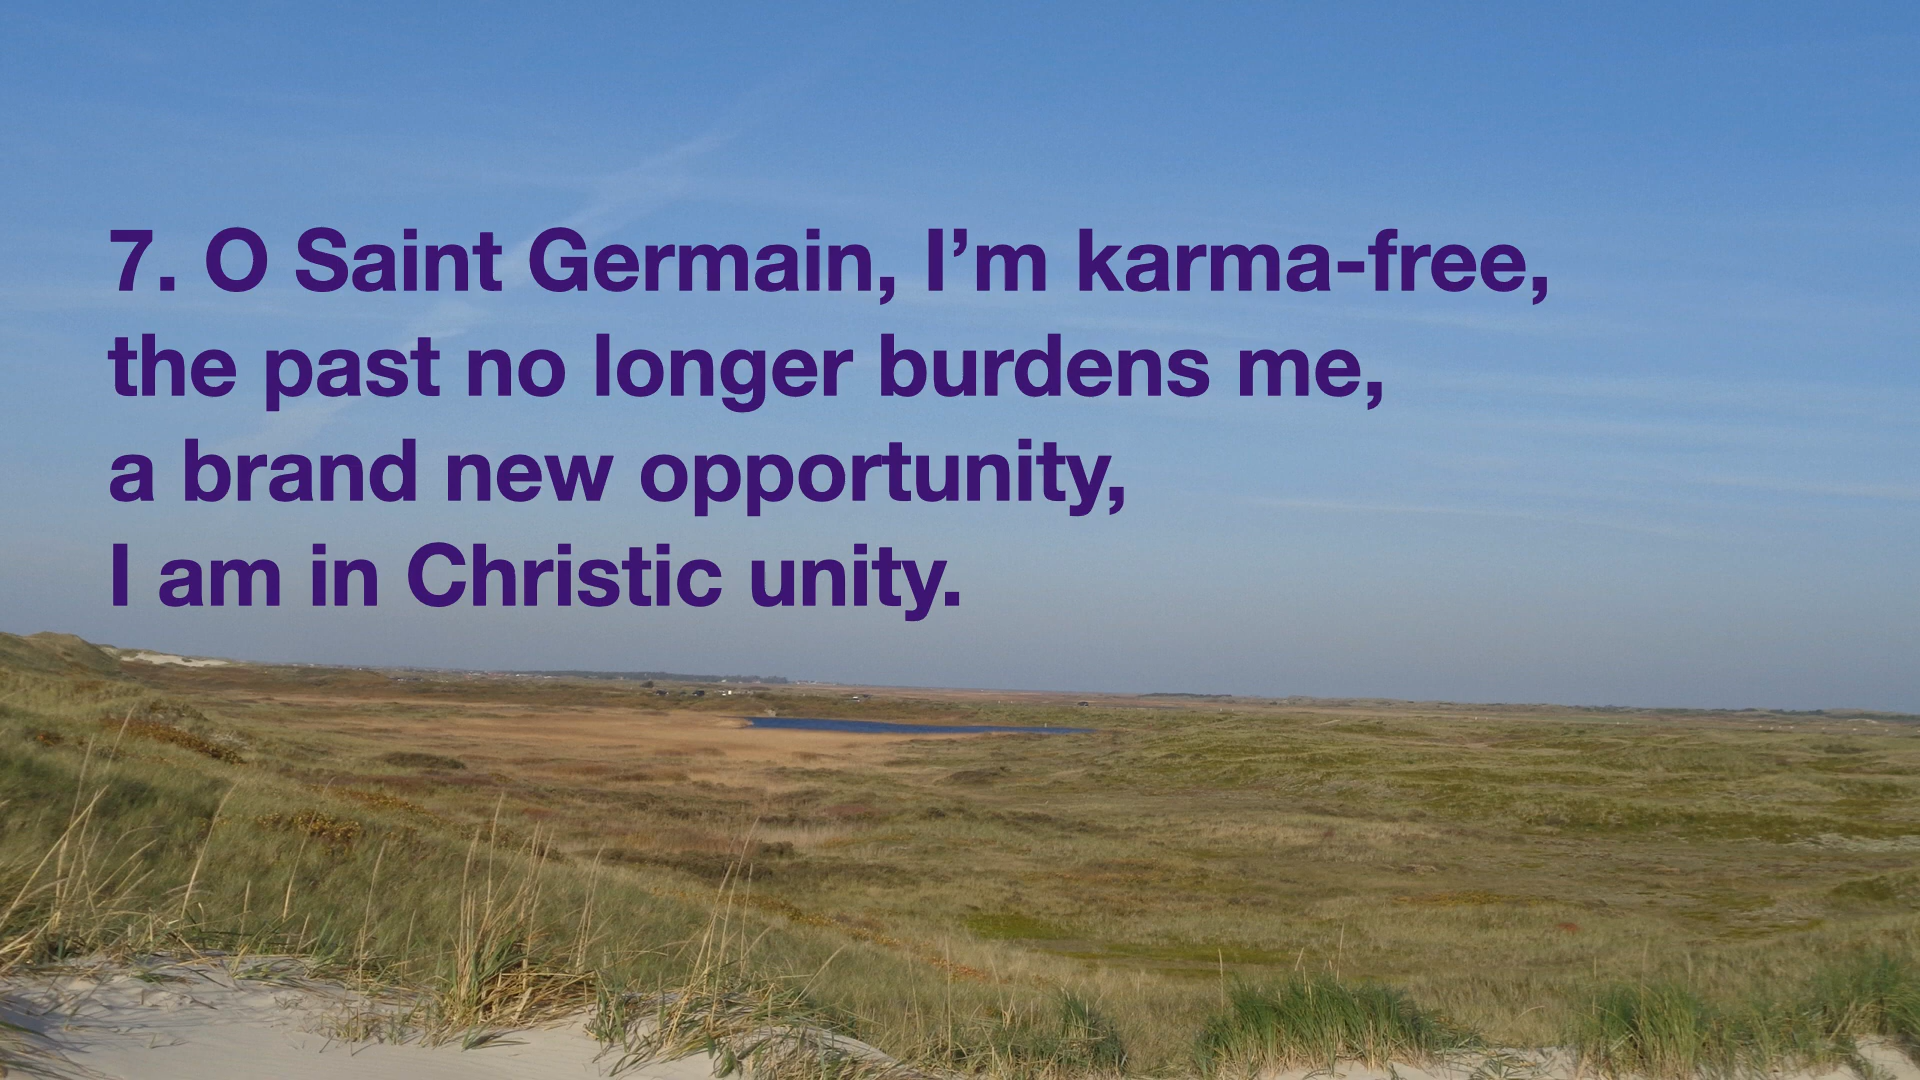 7. O Saint Germain, I’m karma-free,
the past no longer burdens me,
a brand new opportunity,
I am in Christic unity.